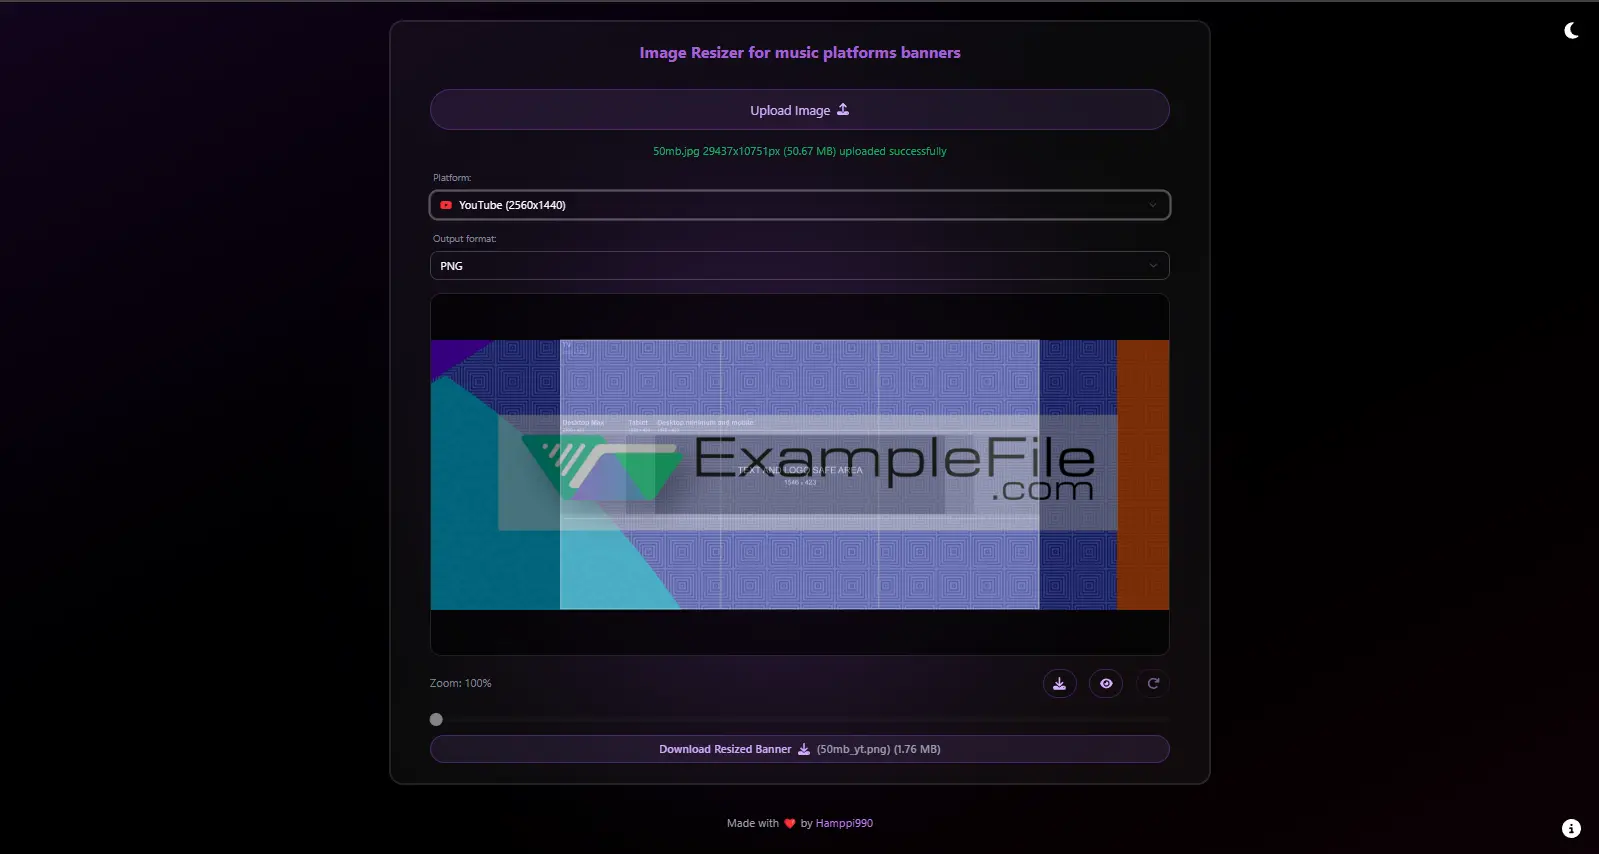 Image Resizer for music platforms banners
Upload Image
50mb.jpg 29437x10751px (50.67 MB) uploaded successfully
Platform:
YouTube (2560x1440)
Output format:
PNG
TV
Desktop Max Tablet Desktop minimum and mobile
ExampleFile
TEXT AND LOGO SAFE AREA
1546 x 423
.com
Zoom: 100%
Download Resized Banner (50mb_yt.png) (1.76 MB)
Made with ❤️ by Hamppi990